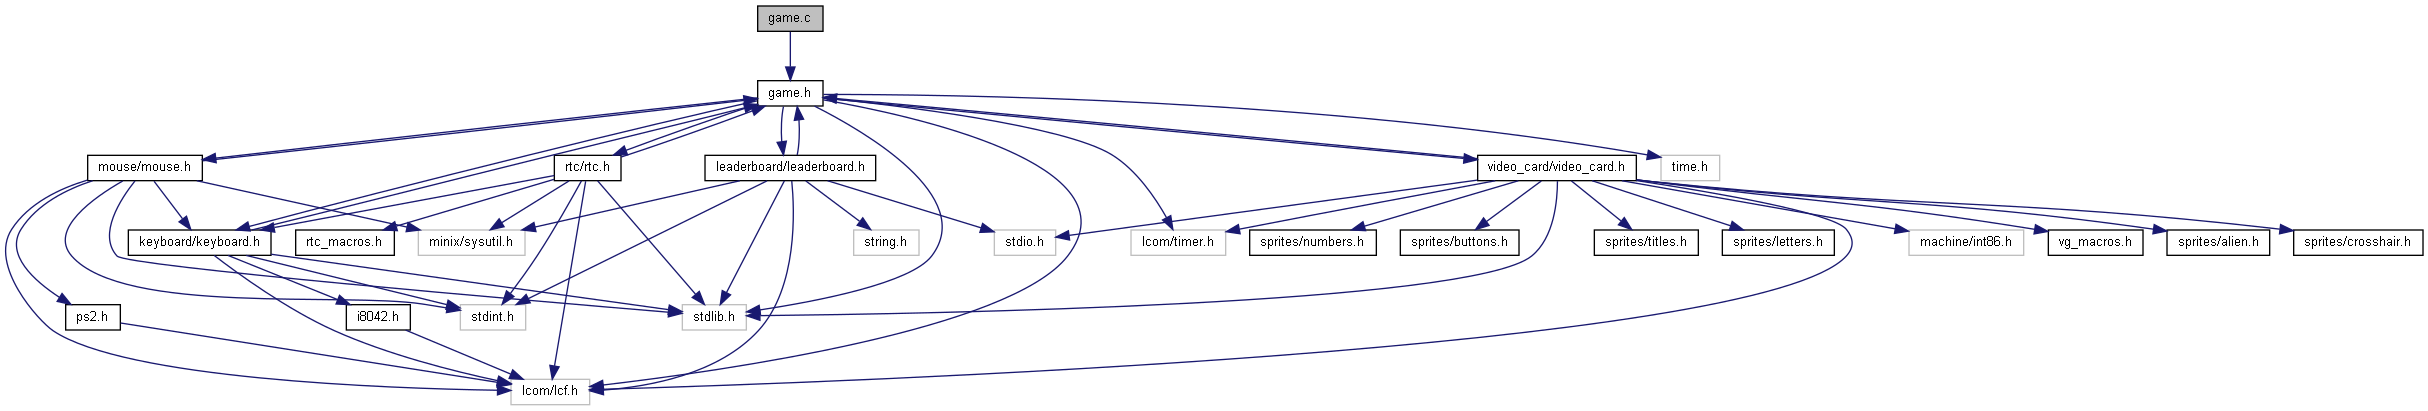 game.c
game.h
mouse/mouse.h
rtc/rtc.h
leaderboard/leaderboard.h
video_card/video_card.h
time.h
keyboard/keyboard.h
rtc_macros.h
minix/sysutil.h
string.h
stdio.h
lcom/timer.h
sprites/numbers.h
sprites/buttons.h
sprites/titles.h
sprites/letters.h
machine/int86.h
vg_macros.h
sprites/alien.h
sprites/crosshair.h
ps2.h
i8042.h
stdint.h
stdlib.h
lcom/lcf.h